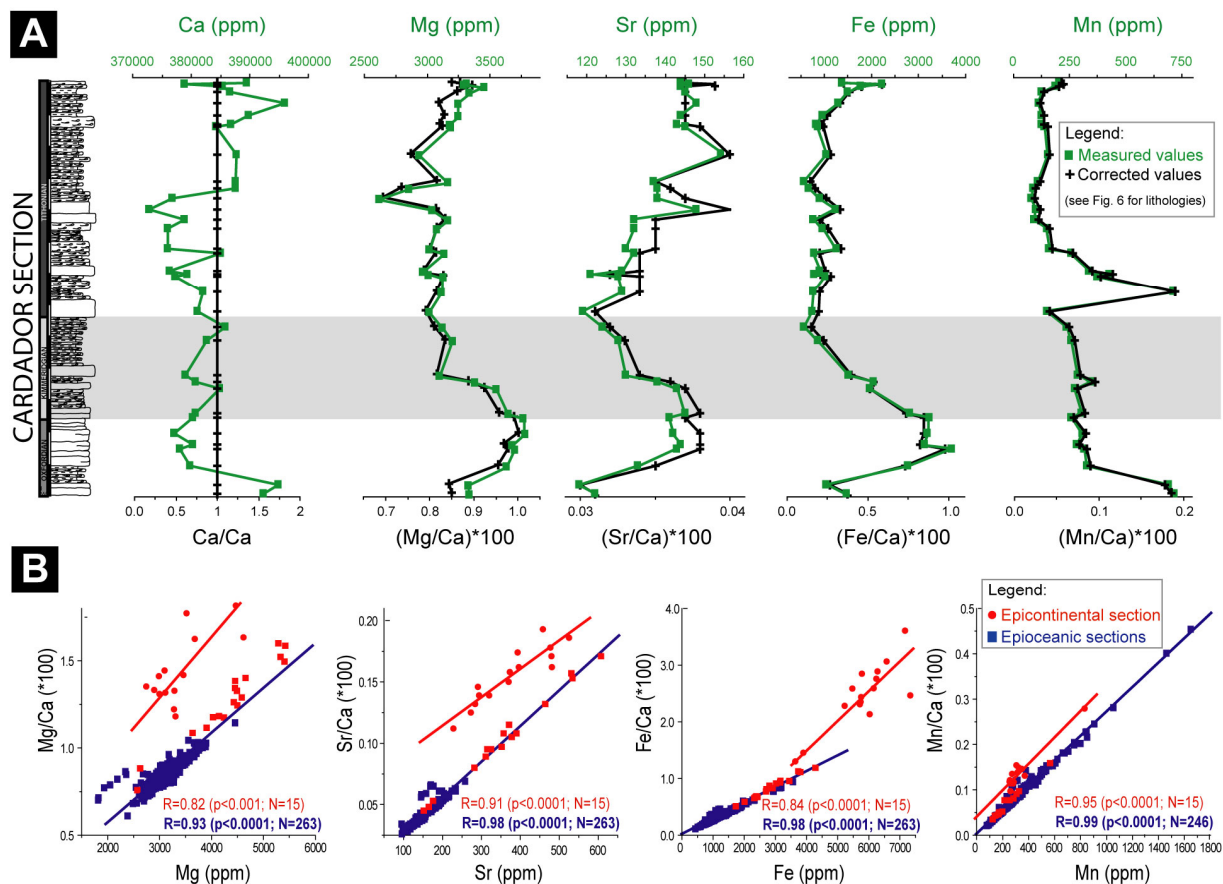 A
Ca (ppm)
Mg (ppm)
Sr (ppm)
Fe (ppm)
Mn (ppm)
370000 380000 390000 400000
2500 3000 3500
120 130 140 150 160
1000 2000 3000 4000
0 250 500 750
CARDADOR SECTION
TITHONIAN
KIMMERIDGIAN
OXFORDIAN
Legend:
Measured values
Corrected values
(see Fig. 6 for lithologies)
0 0.5 1 1.5 2
0.7 0.8 0.9 1.0
0.03 0.04
0.0 0.5 1.0
0.0 0.1 0.2
Ca/Ca
(Mg/Ca)*100
(Sr/Ca)*100
(Fe/Ca)*100
(Mn/Ca)*100
B
Legend:
Epicontinental section
Epioceanic sections
Mg/Ca (*100)
1.5
1.0
0.5
R=0.82 (p<0.001; N=15)
R=0.93 (p<0.0001; N=263)
2000 3000 4000 5000 6000
Mg (ppm)
Sr/Ca (*100)
0.20
0.15
0.10
0.05
R=0.91 (p<0.0001; N=15)
R=0.98 (p<0.0001; N=263)
100 200 300 400 500 600
Sr (ppm)
Fe/Ca (*100)
4.0
3.0
2.0
1.0
0.0
R=0.84 (p<0.0001; N=15)
R=0.98 (p<0.0001; N=263)
0 1000 2000 3000 4000 5000 6000 7000
Fe (ppm)
Mn/Ca (*100)
0.5
0.4
0.3
0.2
0.1
0.0
R=0.95 (p<0.0001; N=15)
R=0.99 (p<0.0001; N=246)
0 200 400 600 800 1000 1200 1400 1600 1800
Mn (ppm)